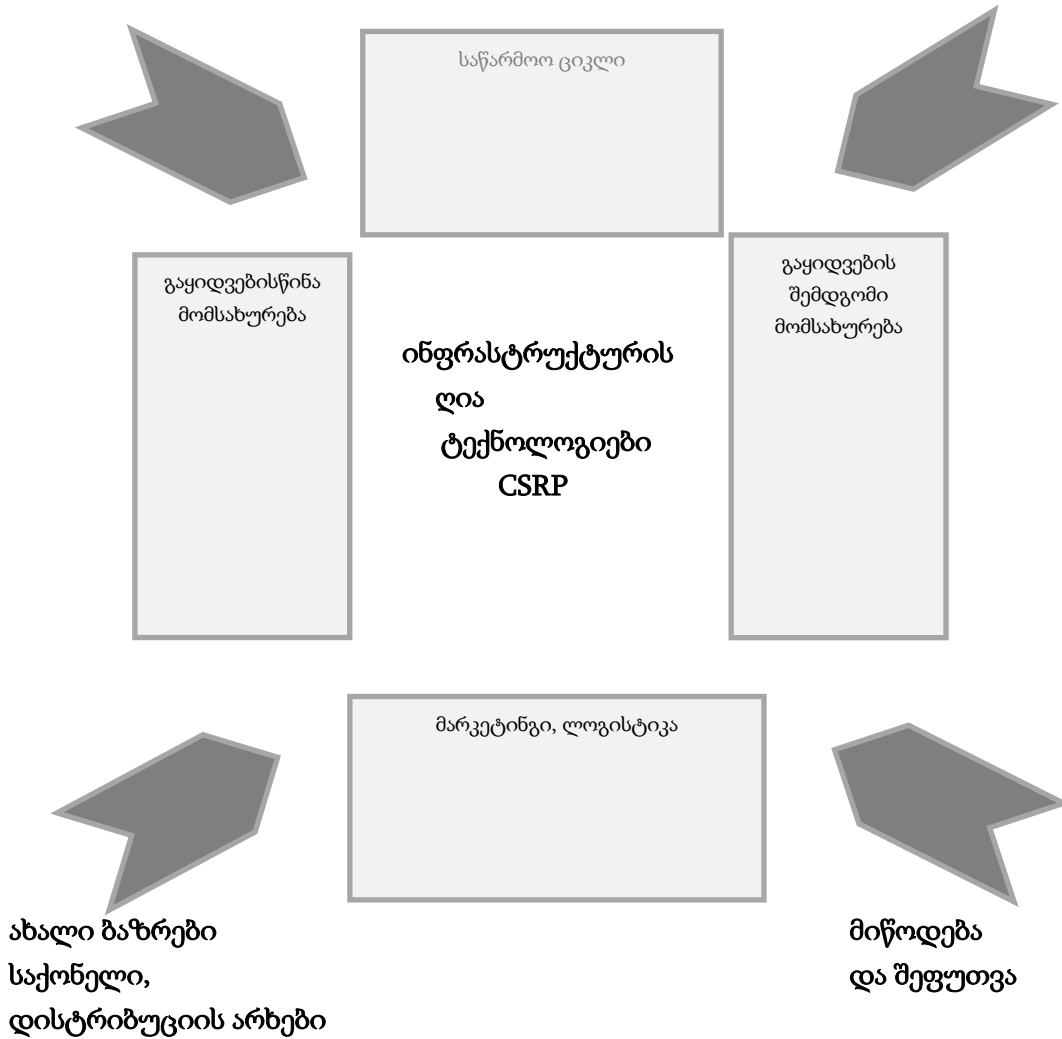 საწარმოო ციკლი
გაყიდვებისწინა
მომსახურება
გაყიდვების
შემდგომი
მომსახურება
ინფრასტრუქტურის
ღია
ტექნოლოგიები
CSRP
მარკეტინგი, ლოგისტიკა
ახალი ბაზრები
საქონელი,
დისტრიბუციის არხები
მიწოდება
და შეფუთვა